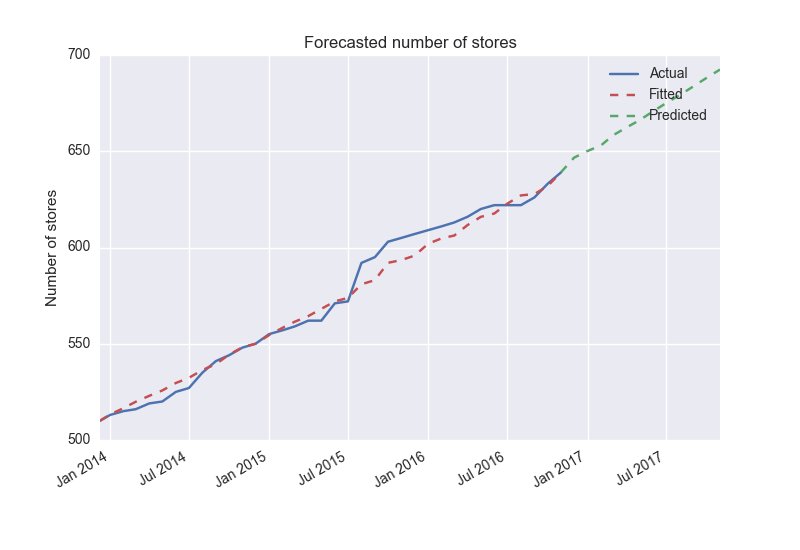 Forecasted number of stores
700
650
600
550
500
Number of stores
Actual
Fitted
Predicted
Jan 2014
Jul 2014
Jan 2015
Jul 2015
Jan 2016
Jul 2016
Jan 2017
Jul 2017